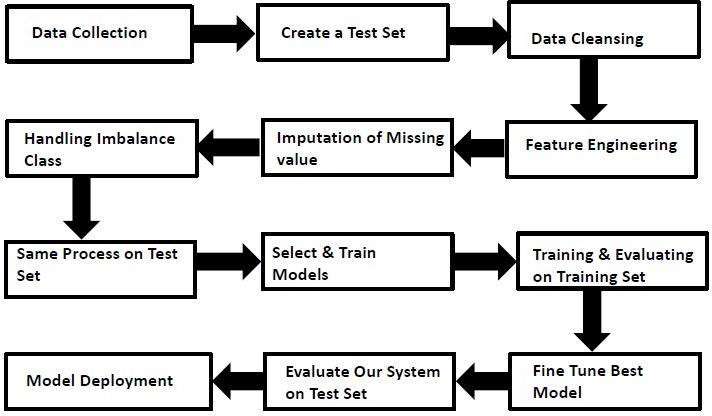 Data Collection
Create a Test Set
Data Cleansing
Feature Engineering
Imputation of Missing
value
Handling Imbalance
Class
Same Process on Test
Set
Select & Train
Models
Training & Evaluating
on Training Set
Fine Tune Best
Model
Evaluate Our System
on Test Set
Model Deployment